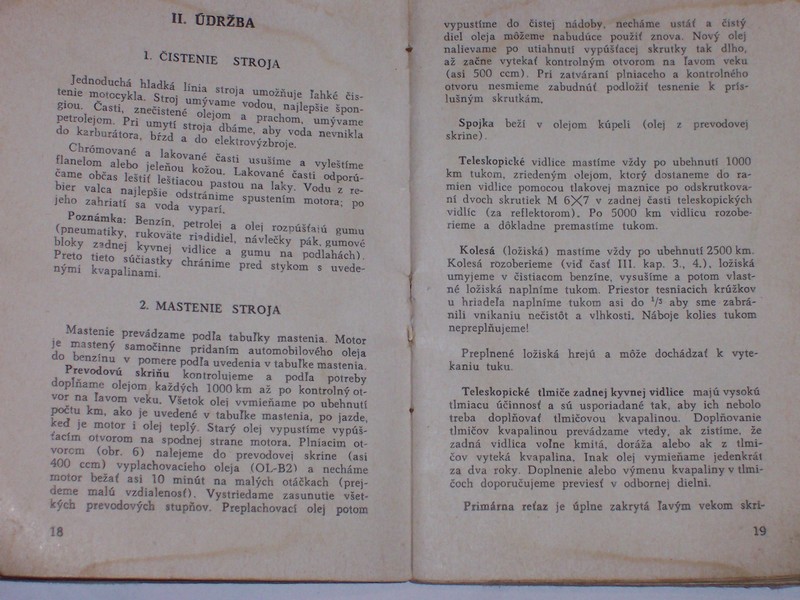 II. ÚDRŽBA
1. ČISTENIE STROJA
Jednoduchá hladká línia stroja umožňuje ľahké čis-
tenie motocykla. Stroj umývame vodou, najlepšie špon-
giou. Časti, znečistené olejom a prachom, umývame
petrolejom. Pri umytí stroja dbáme, aby voda nevnikla
do karburátora, bŕzd a do elektrovýzbroje.
Chrómované a lakované časti usušíme a vyleštíme
flanelom alebo jeleňou kožou. Lakované časti odporú-
čame občas leštiť leštiacou pastou na laky. Vodu z re-
bier valca najlepšie odstránime spustením motora; po
jeho zahriatí sa voda vyparí.
Poznámka: Benzín, petrolej a olej rozpúšťajú gumu
(pneumatiky, rukoväte riadidiel, návlečky pák, gumové
bloky zadnej kyvnej vidlice a gumu na podlahách).
Preto tieto súčiastky chránime pred stykom s uvede-
nými kvapalinami.
2. MASTENIE STROJA
Mastenie prevádzame podľa tabuľky mastenia. Motor
je mastený samočinne pridaním automobilového oleja
do benzínu v pomere podľa uvedenia v tabuľke mastenia.
Prevodovú skriňu kontrolujeme a podľa potreby
dopĺňame olejom každých 1000 km až po kontrolný ot-
vor na ľavom veku. Všetok olej vymieňame po ubehnutí
počtu km, ako je uvedené v tabuľke mastenia, po jazde,
keď je motor i olej teplý. Starý olej vypustíme vypúš-
ťacím otvorom na spodnej strane motora. Plniacim ot-
vorom (obr. 6) nalejeme do prevodovej skrine (asi
400 ccm) vyplachovacieho oleja (OL-B2) a necháme
motor bežať asi 10 minút na malých otáčkach (prej-
deme malú vzdialenosť). Vystriedame zasunutie všet-
kých prevodových stupňov. Preplachovací olej potom
18
vypustíme do čistej nádoby, necháme ustáť a čistý
diel oleja môžeme nabudúce použiť znova. Nový olej
nalievame po utiahnutí vypúšťacej skrutky tak dlho,
až začne vytekať kontrolným otvorom na ľavom veku
(asi 500 ccm). Pri zatváraní plniaceho a kontrolného
otvoru nesmieme zabudnúť podložiť tesnenie k prís-
lušným skrutkám.
Spojka beží v olejom kúpeli (olej z prevodovej
skrine).
Teleskopické vidlice mastíme vždy po ubehnutí 1000
km tukom, zriedeným olejom, ktorý dostaneme do ra-
mien vidlice pomocou tlakovej maznice po odskrutkova-
ní dvoch skrutiek M 6X7 v zadnej časti teleskopických
vidlíc (za reflektorom). Po 5000 km vidlicu rozobe-
rieme a dôkladne premastíme tukom.
Kolesá (ložiská) mastíme vždy po ubehnutí 2500 km.
Kolesá rozoberieme (viď časť III. kap. 3., 4.), ložiská
umyjeme v čistiacom benzíne, vysušíme a potom vlast-
né ložiská naplníme tukom. Priestor tesniacich krúžkov
u hriadeľa naplníme tukom asi do 1/3 aby sme zabrá-
nili vnikaniu nečistôt a vlhkosti. Náboje kolies tukom
nepreplňujeme!
Preplnené ložiská hrejú a môže dochádzať k vyte-
kaniu tuku.
Teleskopické tlmiče zadnej kyvnej vidlice majú vysokú
tlmiacu účinnosť a sú usporiadané tak, aby ich nebolo
treba doplňovať tlmičovou kvapalinou. Doplňovanie
tlmičov kvapalinou prevádzame vtedy, ak zistíme, že
zadná vidlica voľne kmitá, doráža alebo ak z tlmi-
čov vyteká kvapalina. Inak olej vymieňame jedenkrát
za dva roky. Doplnenie alebo výmenu kvapaliny v tlmi-
čoch doporučujeme previesť v odbornej dielni.
Primárna reťaz je úplne zakrytá ľavým vekom skri-
19